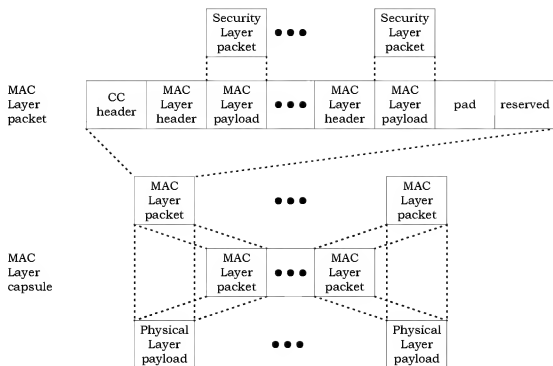 Security
Layer
packet
Security
Layer
packet
MAC
Layer
packet
CC
header
MAC
Layer
header
MAC
Layer
payload
MAC
Layer
header
MAC
Layer
payload
pad
reserved
MAC
Layer
packet
MAC
Layer
packet
MAC
Layer
capsule
MAC
Layer
packet
MAC
Layer
packet
Physical
Layer
payload
Physical
Layer
payload